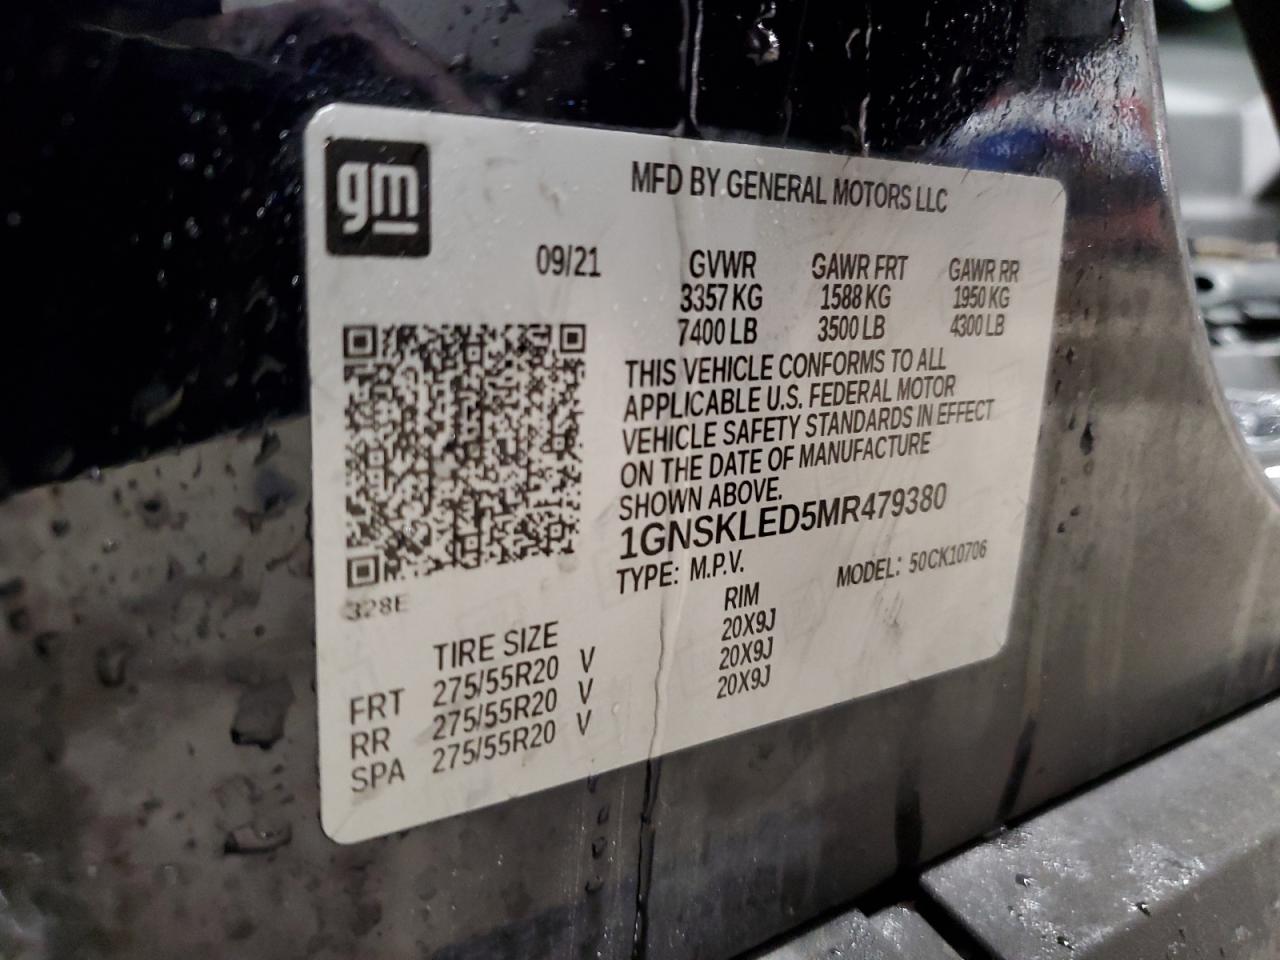 gm
MFD BY GENERAL MOTORS LLC
09/21 GVWR GAWR FRT GAWR RR
3357 KG 1588 KG 1950 KG
7400 LB 3500 LB 4300 LB
THIS VEHICLE CONFORMS TO ALL
APPLICABLE U.S. FEDERAL MOTOR
VEHICLE SAFETY STANDARDS IN EFFECT
ON THE DATE OF MANUFACTURE
SHOWN ABOVE.
1GNSKLED5MR479380
TYPE: M.P.V. MODEL: 50CK10706
328E
TIRE SIZE RIM
FRT 275/55R20 V 20X9J
RR 275/55R20 V 20X9J
SPA 275/55R20 V 20X9J